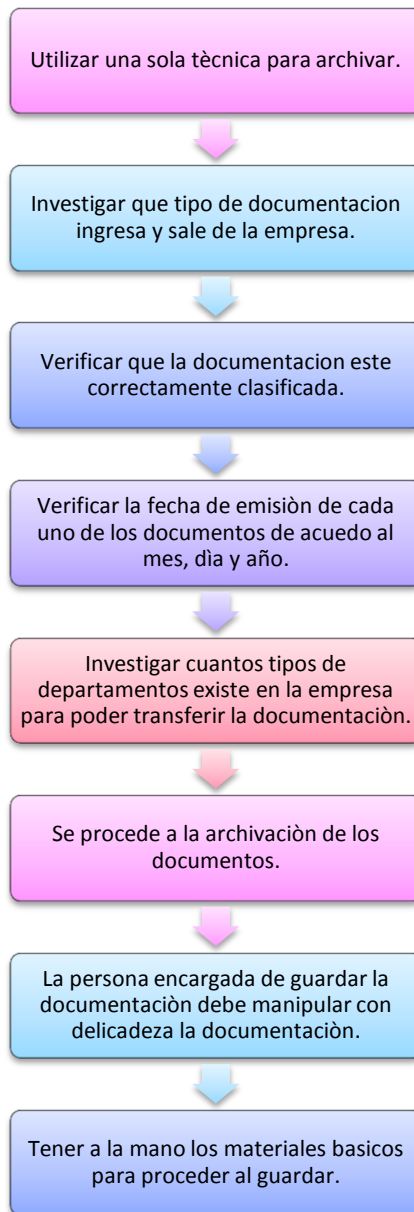 Utilizar una sola tècnica para archivar.
Investigar que tipo de documentacion
ingresa y sale de la empresa.
Verificar que la documentacion este
correctamente clasificada.
Verificar la fecha de emisiòn de cada
uno de los documentos de acuedo al
mes, dìa y año.
Investigar cuantos tipos de
departamentos existe en la empresa
para poder transferir la documentaciòn.
Se procede a la archivaciòn de los
documentos.
La persona encargada de guardar la
documentaciòn debe manipular con
delicadeza la documentaciòn.
Tener a la mano los materiales basicos
para proceder al guardar.